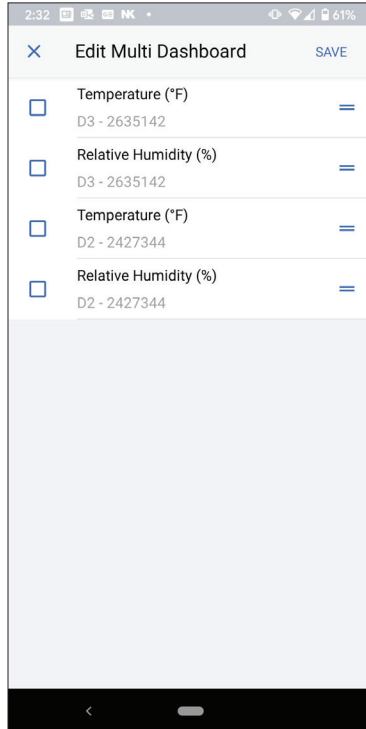 2:32 NK 61%
Edit Multi Dashboard SAVE
Temperature (°F)
D3 - 2635142
Relative Humidity (%)
D3 - 2635142
Temperature (°F)
D2 - 2427344
Relative Humidity (%)
D2 - 2427344